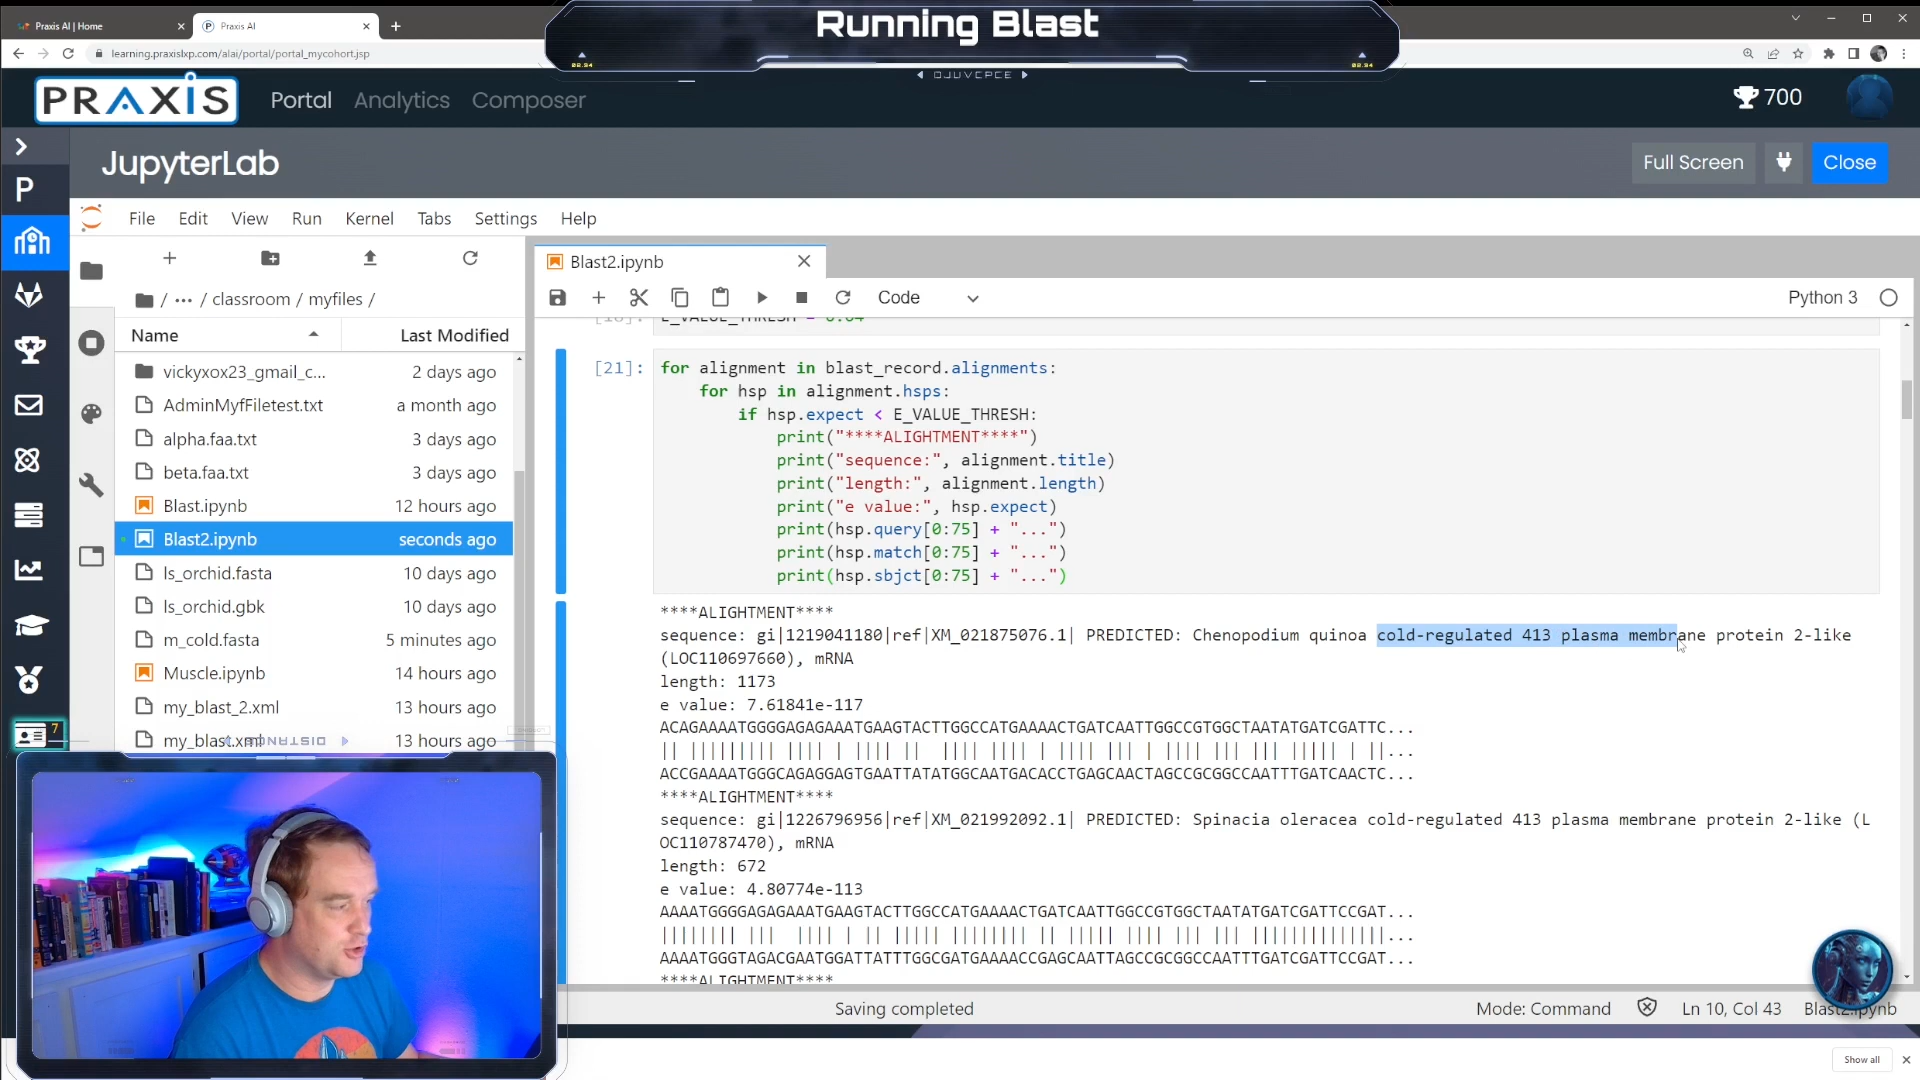 Praxis AI | Home
Praxis AI
learning.praxislxp.com/alai/portal/portal_mycohort.jsp
Running Blast
PRAXIS
Portal
Analytics
Composer
700
P
JupyterLab
Full Screen
Close
File
Edit
View
Run
Kernel
Tabs
Settings
Help
/ ··· / classroom / myfiles /
Name
Last Modified
vickyxox23_gmail_c...
2 days ago
AdminMyfFiletest.txt
a month ago
alpha.faa.txt
3 days ago
beta.faa.txt
3 days ago
Blast.ipynb
12 hours ago
Blast2.ipynb
seconds ago
ls_orchid.fasta
10 days ago
ls_orchid.gbk
10 days ago
m_cold.fasta
5 minutes ago
Muscle.ipynb
14 hours ago
my_blast_2.xml
13 hours ago
my_blast.xml
13 hours ago
7
Blast2.ipynb
Code
Python 3
E_VALUE_THRESH = 0.04
[21]:
for alignment in blast_record.alignments:
for hsp in alignment.hsps:
if hsp.expect < E_VALUE_THRESH:
print("****ALIGHTMENT****")
print("sequence:", alignment.title)
print("length:", alignment.length)
print("e value:", hsp.expect)
print(hsp.query[0:75] + "...")
print(hsp.match[0:75] + "...")
print(hsp.sbjct[0:75] + "...")
****ALIGHTMENT****
sequence: gi|1219041180|ref|XM_021875076.1| PREDICTED: Chenopodium quinoa cold-regulated 413 plasma membrane protein 2-like
(LOC110697660), mRNA
length: 1173
e value: 7.61841e-117
ACAGAAAATGGGGAGAGAAATGAAGTACTTGGCCATGAAAACTGATCAATTGGCCGTGGCTAATATGATCGATTC...
|| ||||||||| |||| | |||| || |||| |||| | |||| ||| | |||| ||| ||| ||||| | ||...
ACCGAAAATGGGCAGAGGAGTGAATTATATGGCAATGACACCTGAGCAACTAGCCGCGGCCAATTTGATCAACTC...
****ALIGHTMENT****
sequence: gi|1226796956|ref|XM_021992092.1| PREDICTED: Spinacia oleracea cold-regulated 413 plasma membrane protein 2-like (L
OC110787470), mRNA
length: 672
e value: 4.80774e-113
AAAATGGGGAGAGAAATGAAGTACTTGGCCATGAAAACTGATCAATTGGCCGTGGCTAATATGATCGATTCCGAT...
|||||||| |||  |||| | || ||||| |||||||| || ||||| |||| ||| ||| ||||||||||||||...
AAAATGGGTAGACGAATGGATTATTTGGCGATGAAAACCGAGCAATTAGCCGCGGCCAATTTGATCGATTCCGAT...
****ALIGHTMENT****
Saving completed
Mode: Command
Ln 10, Col 43
Blast2.ipynb
Show all